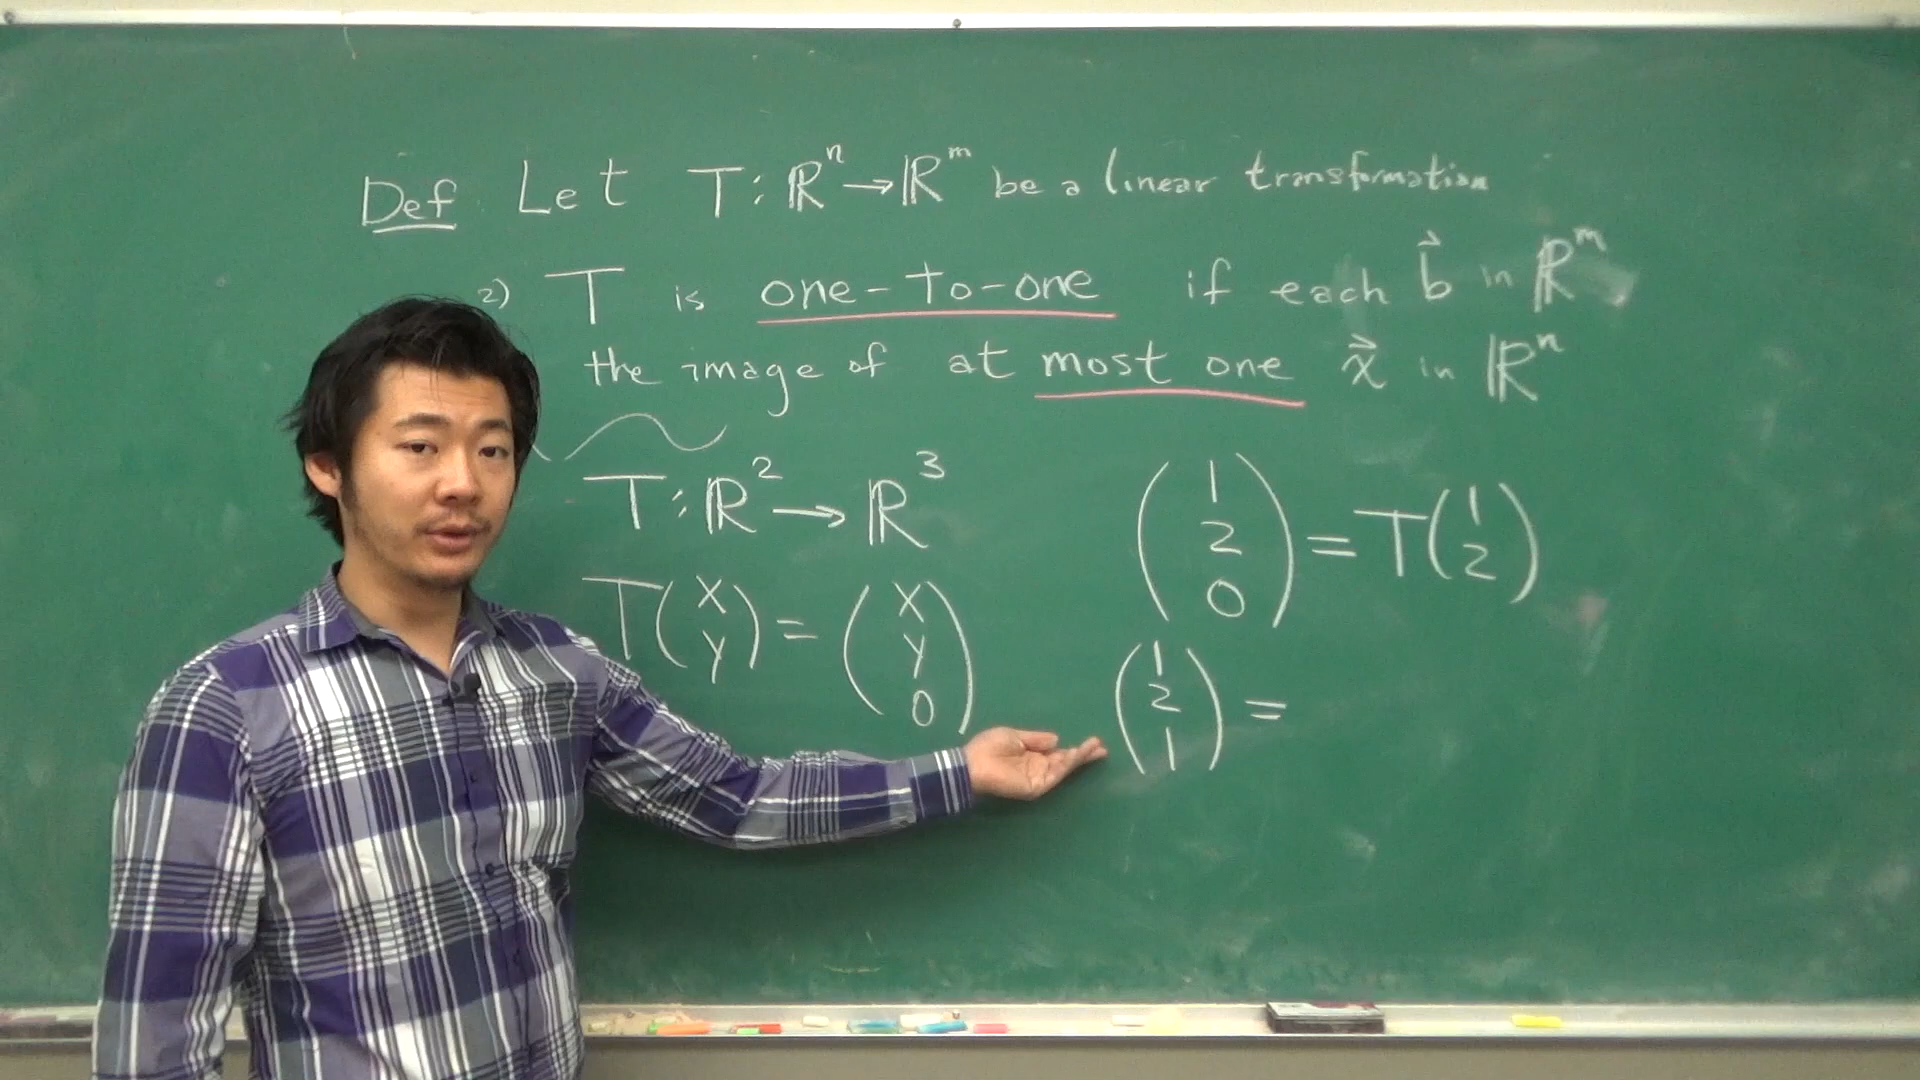 Def Let T : ℝⁿ → ℝᵐ be a linear transformation
2) T is one-to-one if each b⃗ in ℝᵐ
the image of at most one x⃗ in ℝⁿ
T : ℝ² → ℝ³
T(x y) = (x y 0)
(1 2 0) = T(1 2)
(1 2 1) =